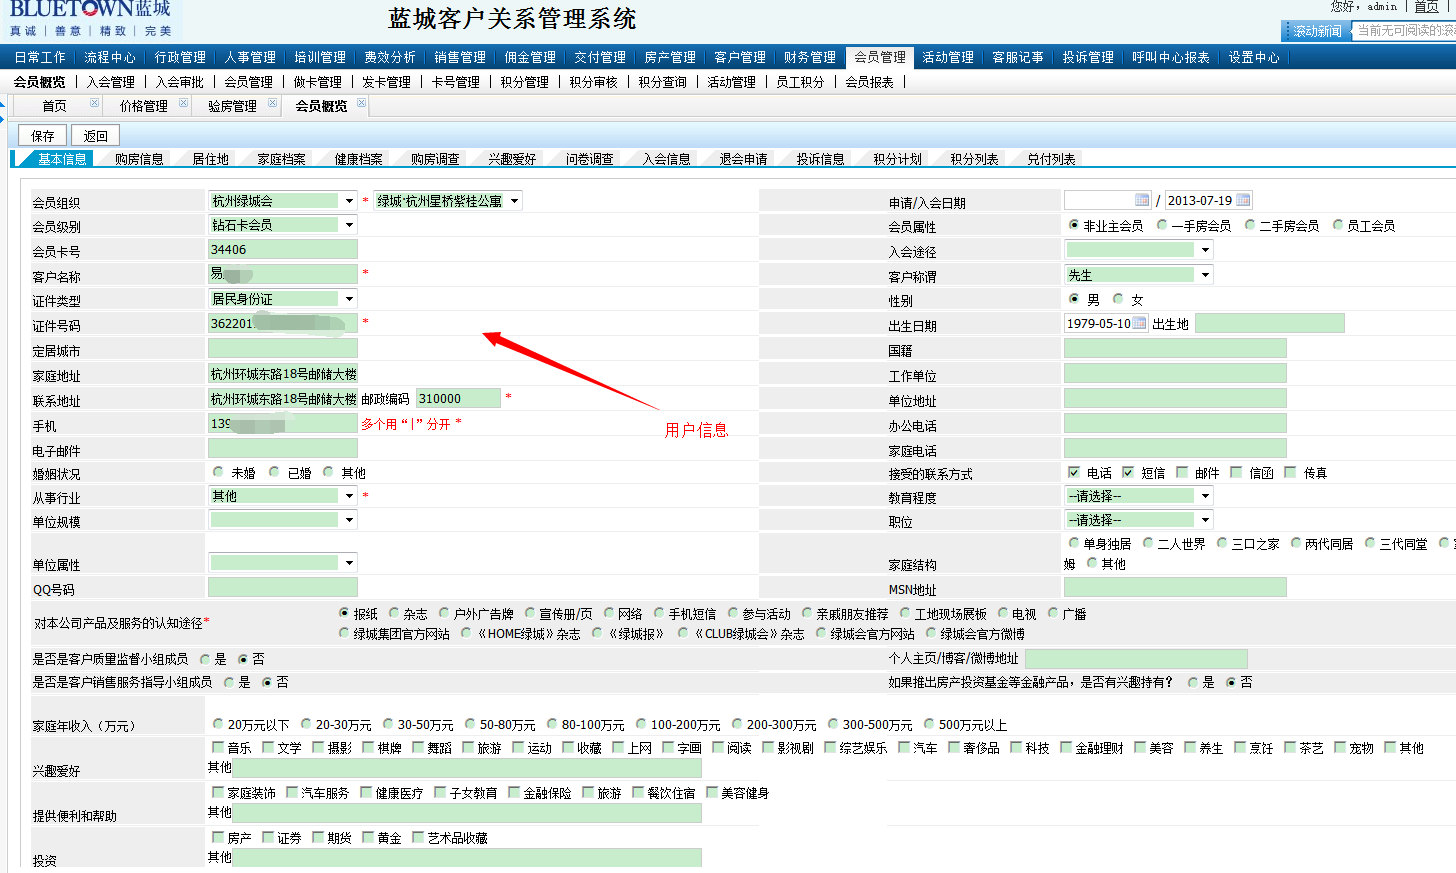 BLUETOWN蓝城
真诚 | 善意 | 精致 | 完美
蓝城客户关系管理系统
您好，admin | 首页 |
滚动新闻 当前无可阅读的滚
日常工作 流程中心 行政管理 人事管理 培训管理 费效分析 销售管理 佣金管理 交付管理 房产管理 客户管理 财务管理 会员管理 活动管理 客服记事 投诉管理 呼叫中心报表 设置中心
会员概览 | 入会管理 | 入会审批 | 会员管理 | 做卡管理 | 发卡管理 | 卡号管理 | 积分管理 | 积分审核 | 积分查询 | 活动管理 | 员工积分 | 会员报表 |
首页 价格管理 验房管理 会员概览
保存 返回
基本信息 购房信息 居住地 家庭档案 健康档案 购房调查 兴趣爱好 问卷调查 入会信息 退会申请 投诉信息 积分计划 积分列表 兑付列表
会员组织 杭州绿城会 * 绿城·杭州星桥紫桂公寓 申请/入会日期 / 2013-07-19
会员级别 钻石卡会员 会员属性 非业主会员 一手房会员 二手房会员 员工会员
会员卡号 34406 入会途径
客户名称 易 * 客户称谓 先生
证件类型 居民身份证 性别 男 女
证件号码 36220 * 出生日期 1979-05-10 出生地
定居城市 国籍
家庭地址 杭州环城东路18号邮储大楼 工作单位
联系地址 杭州环城东路18号邮储大楼 邮政编码 310000 * 单位地址
用户信息
手机 139 多个用“|”分开 * 办公电话
电子邮件 家庭电话
婚姻状况 未婚 已婚 其他 接受的联系方式 电话 短信 邮件 信函 传真
从事行业 其他 * 教育程度 --请选择--
单位规模 职位 --请选择--
单位属性 家庭结构 单身独居 二人世界 三口之家 两代同居 三代同堂
姆 其他
QQ号码 MSN地址
对本公司产品及服务的认知途径* 报纸 杂志 户外广告牌 宣传册/页 网络 手机短信 参与活动 亲戚朋友推荐 工地现场展板 电视 广播
绿城集团官方网站 《HOME绿城》杂志 《绿城报》 《CLUB绿城会》杂志 绿城会官方网站 绿城会官方微博
是否是客户质量监督小组成员 是 否 个人主页/博客/微博地址
是否是客户销售服务指导小组成员 是 否 如果推出房产投资基金等金融产品，是否有兴趣持有？ 是 否
家庭年收入（万元） 20万元以下 20-30万元 30-50万元 50-80万元 80-100万元 100-200万元 200-300万元 300-500万元 500万元以上
兴趣爱好 音乐 文学 摄影 棋牌 舞蹈 旅游 运动 收藏 上网 字画 阅读 影视剧 综艺娱乐 汽车 奢侈品 科技 金融理财 美容 养生 烹饪 茶艺 宠物 其他
其他
提供便利和帮助 家庭装饰 汽车服务 健康医疗 子女教育 金融保险 旅游 餐饮住宿 美容健身
其他
投资 房产 证券 期货 黄金 艺术品收藏
其他